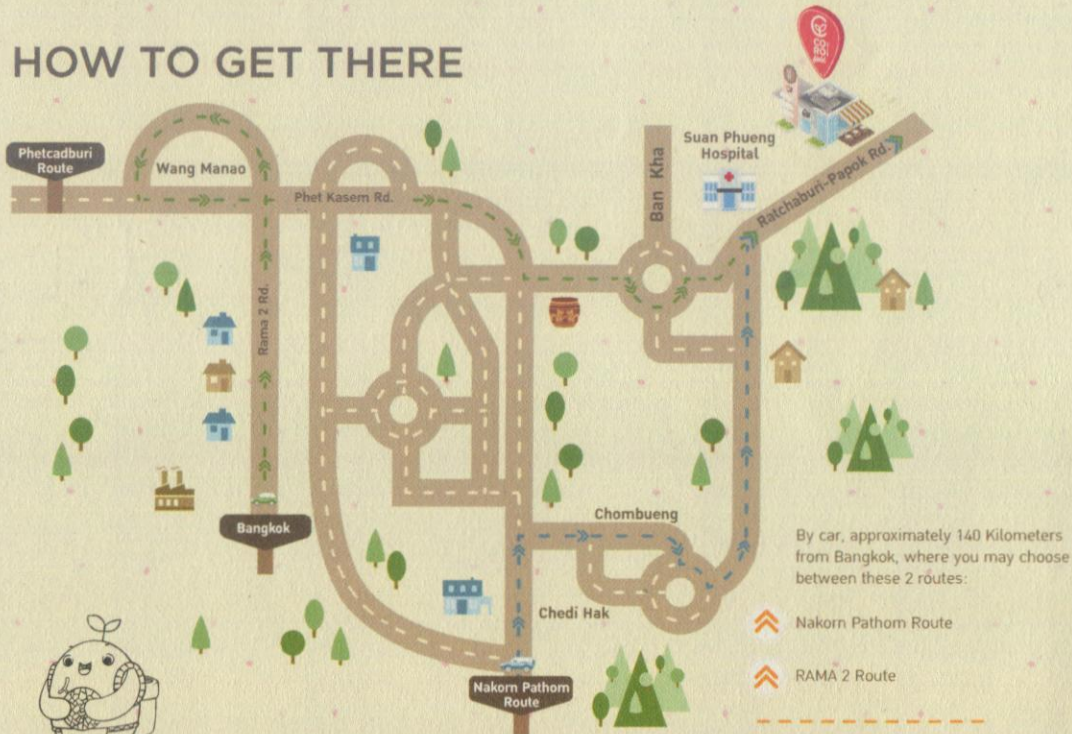 HOW TO GET THERE
Phetcadburi
Route
Wang Manao
Phet Kasem Rd.
Ban Kha
Suan Phueng
Hospital
Ratchaburi-Papok Rd.
Rama 2 Rd.
Bangkok
Chombueng
Chedi Hak
Nakorn Pathom
Route
By car, approximately 140 Kilometers
from Bangkok, where you may choose
between these 2 routes:
Nakorn Pathom Route
RAMA 2 Route